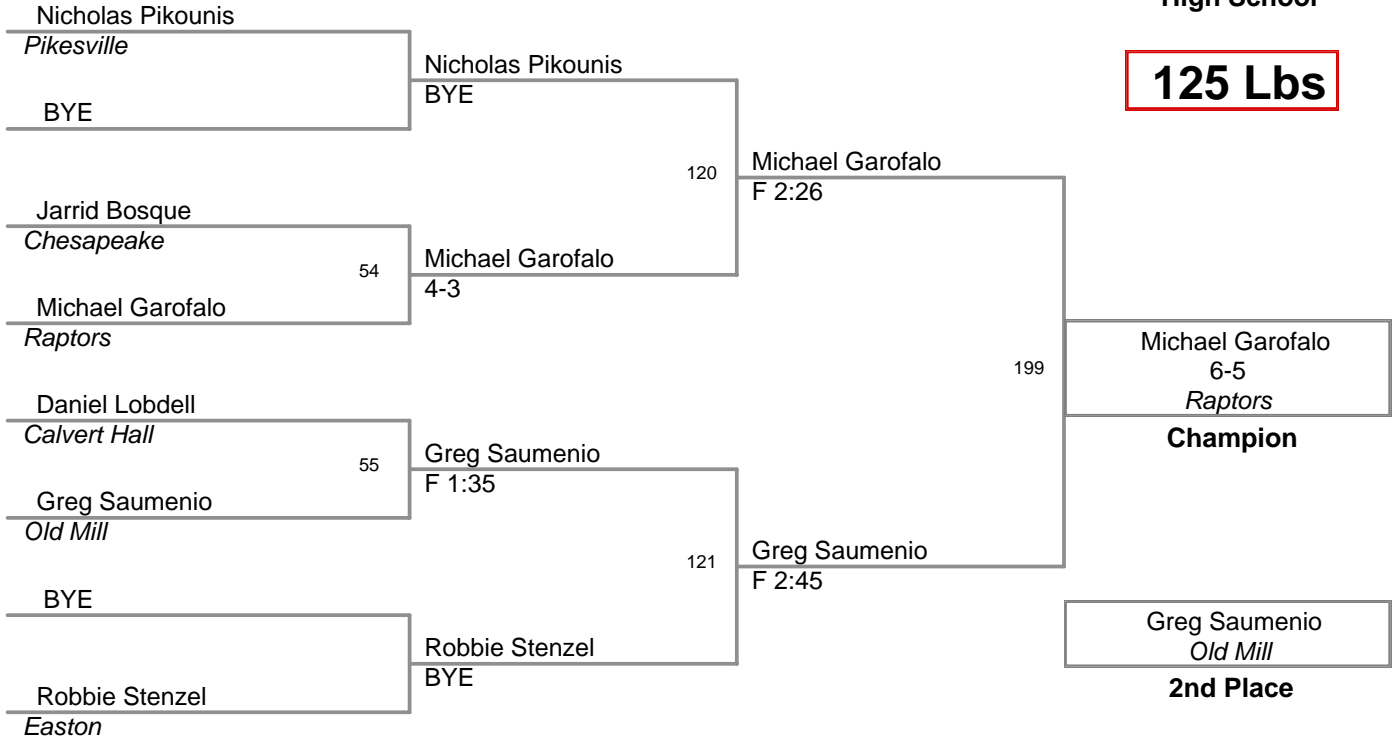 High School
125 Lbs
Nicholas Pikounis
Pikesville
BYE
Jarrid Bosque
Chesapeake
54
Michael Garofalo
Raptors
Daniel Lobdell
Calvert Hall
55
Greg Saumenio
Old Mill
BYE
Robbie Stenzel
Easton
Nicholas Pikounis
BYE
120
Michael Garofalo
4-3
Greg Saumenio
F 1:35
121
Robbie Stenzel
BYE
Michael Garofalo
F 2:26
199
Greg Saumenio
F 2:45
Michael Garofalo
6-5
Raptors
Champion
Greg Saumenio
Old Mill
2nd Place